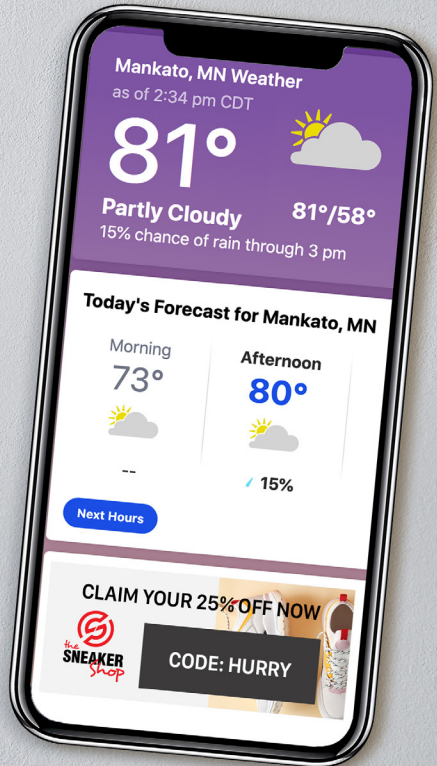 Mankato, MN Weather
as of 2:34 pm CDT
81°
Partly Cloudy
81°/58°
15% chance of rain through 3 pm
Today's Forecast for Mankato, MN
Morning
73°
--
Afternoon
80°
15%
Next Hours
CLAIM YOUR 25% OFF NOW
the
SNEAKER
Shop
CODE: HURRY